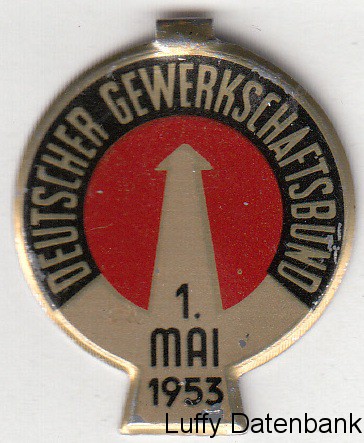 DEUTSCHER GEWERKSCHAFTSBUND
1.
MAI
1953
Luffy Datenbank